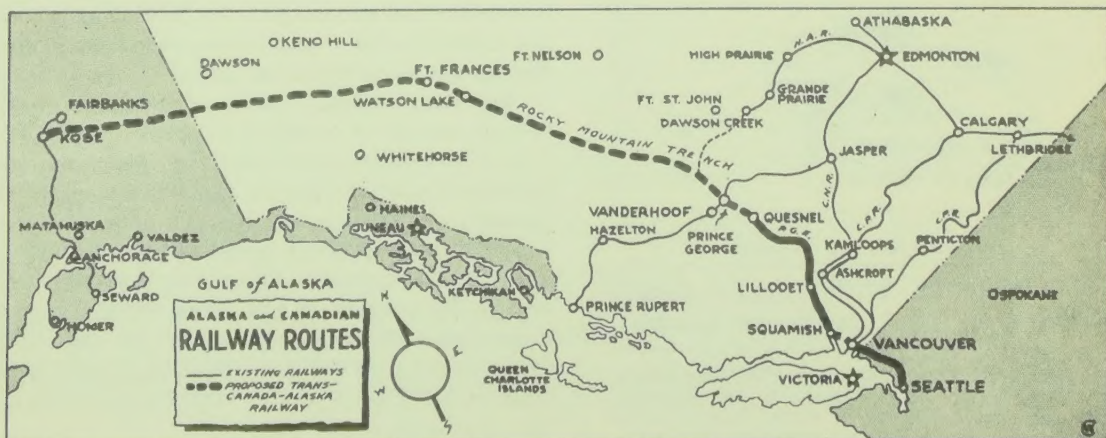 KENO HILL
DAWSON
FAIRBANKS
KOBE
FT. FRANCES
WATSON LAKE
FT. NELSON
HIGH PRAIRIE
N.A.R.
ATHABASKA
EDMONTON
GRANDE
PRAIRIE
FT. ST. JOHN
DAWSON CREEK
ROCKY MOUNTAIN TRENCH
CALGARY
LETHBRIDGE
JASPER
C.N.R.
C.P.R.
C.P.R.
WHITEHORSE
HAINES
JUNEAU
VANDERHOOF
HAZELTON
PRINCE
GEORGE
QUESNEL
P.G.E.
KAMLOOPS
PENTICTON
ASHCROFT
LILLOOET
MATANUSKA
VALDEZ
ANCHORAGE
SEWARD
HOMER
GULF of ALASKA
KETCHIKAN
PRINCE RUPERT
SPOKANE
SQUAMISH
VANCOUVER
VICTORIA
SEATTLE
QUEEN
CHARLOTTE
ISLANDS
N
E
W
S
ALASKA and CANADIAN
RAILWAY ROUTES
EXISTING RAILWAYS
PROPOSED TRANS-
CANADA-ALASKA
RAILWAY